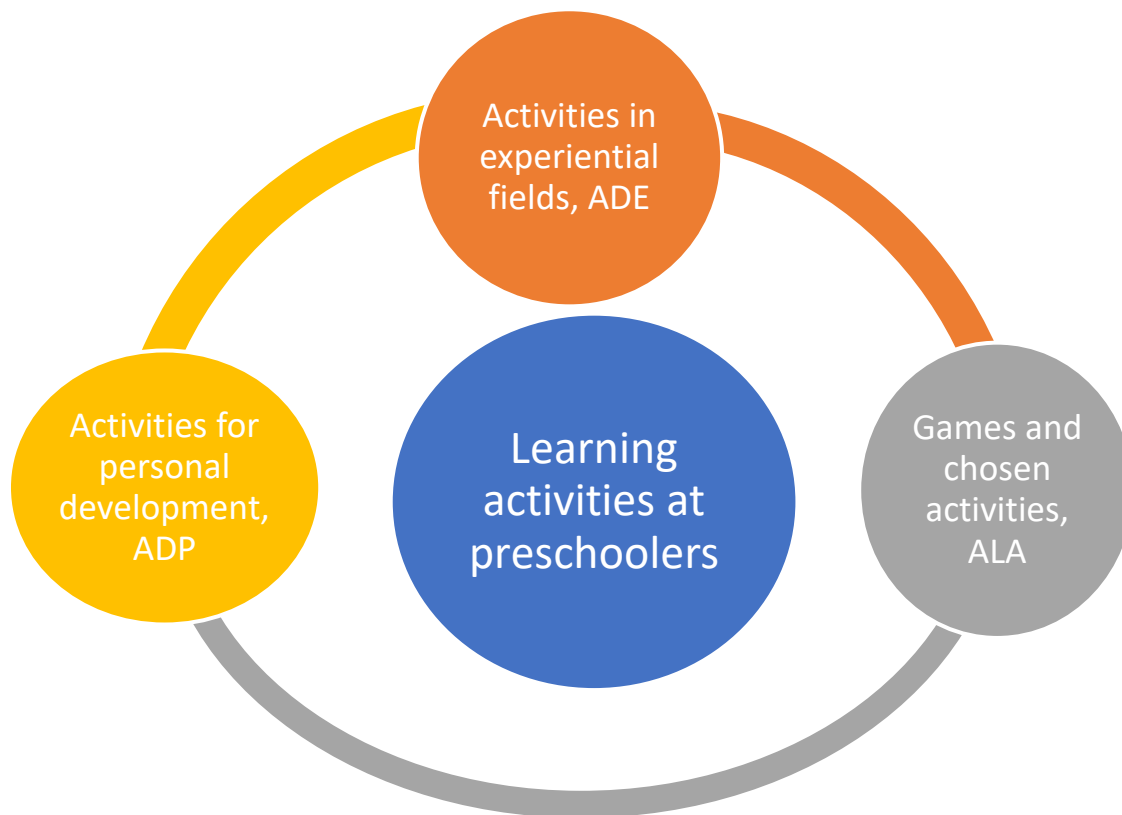 Activities in
experiential
fields, ADE
Activities for
personal
development,
ADP
Learning
activities at
preschoolers
Games and
chosen
activities,
ALA